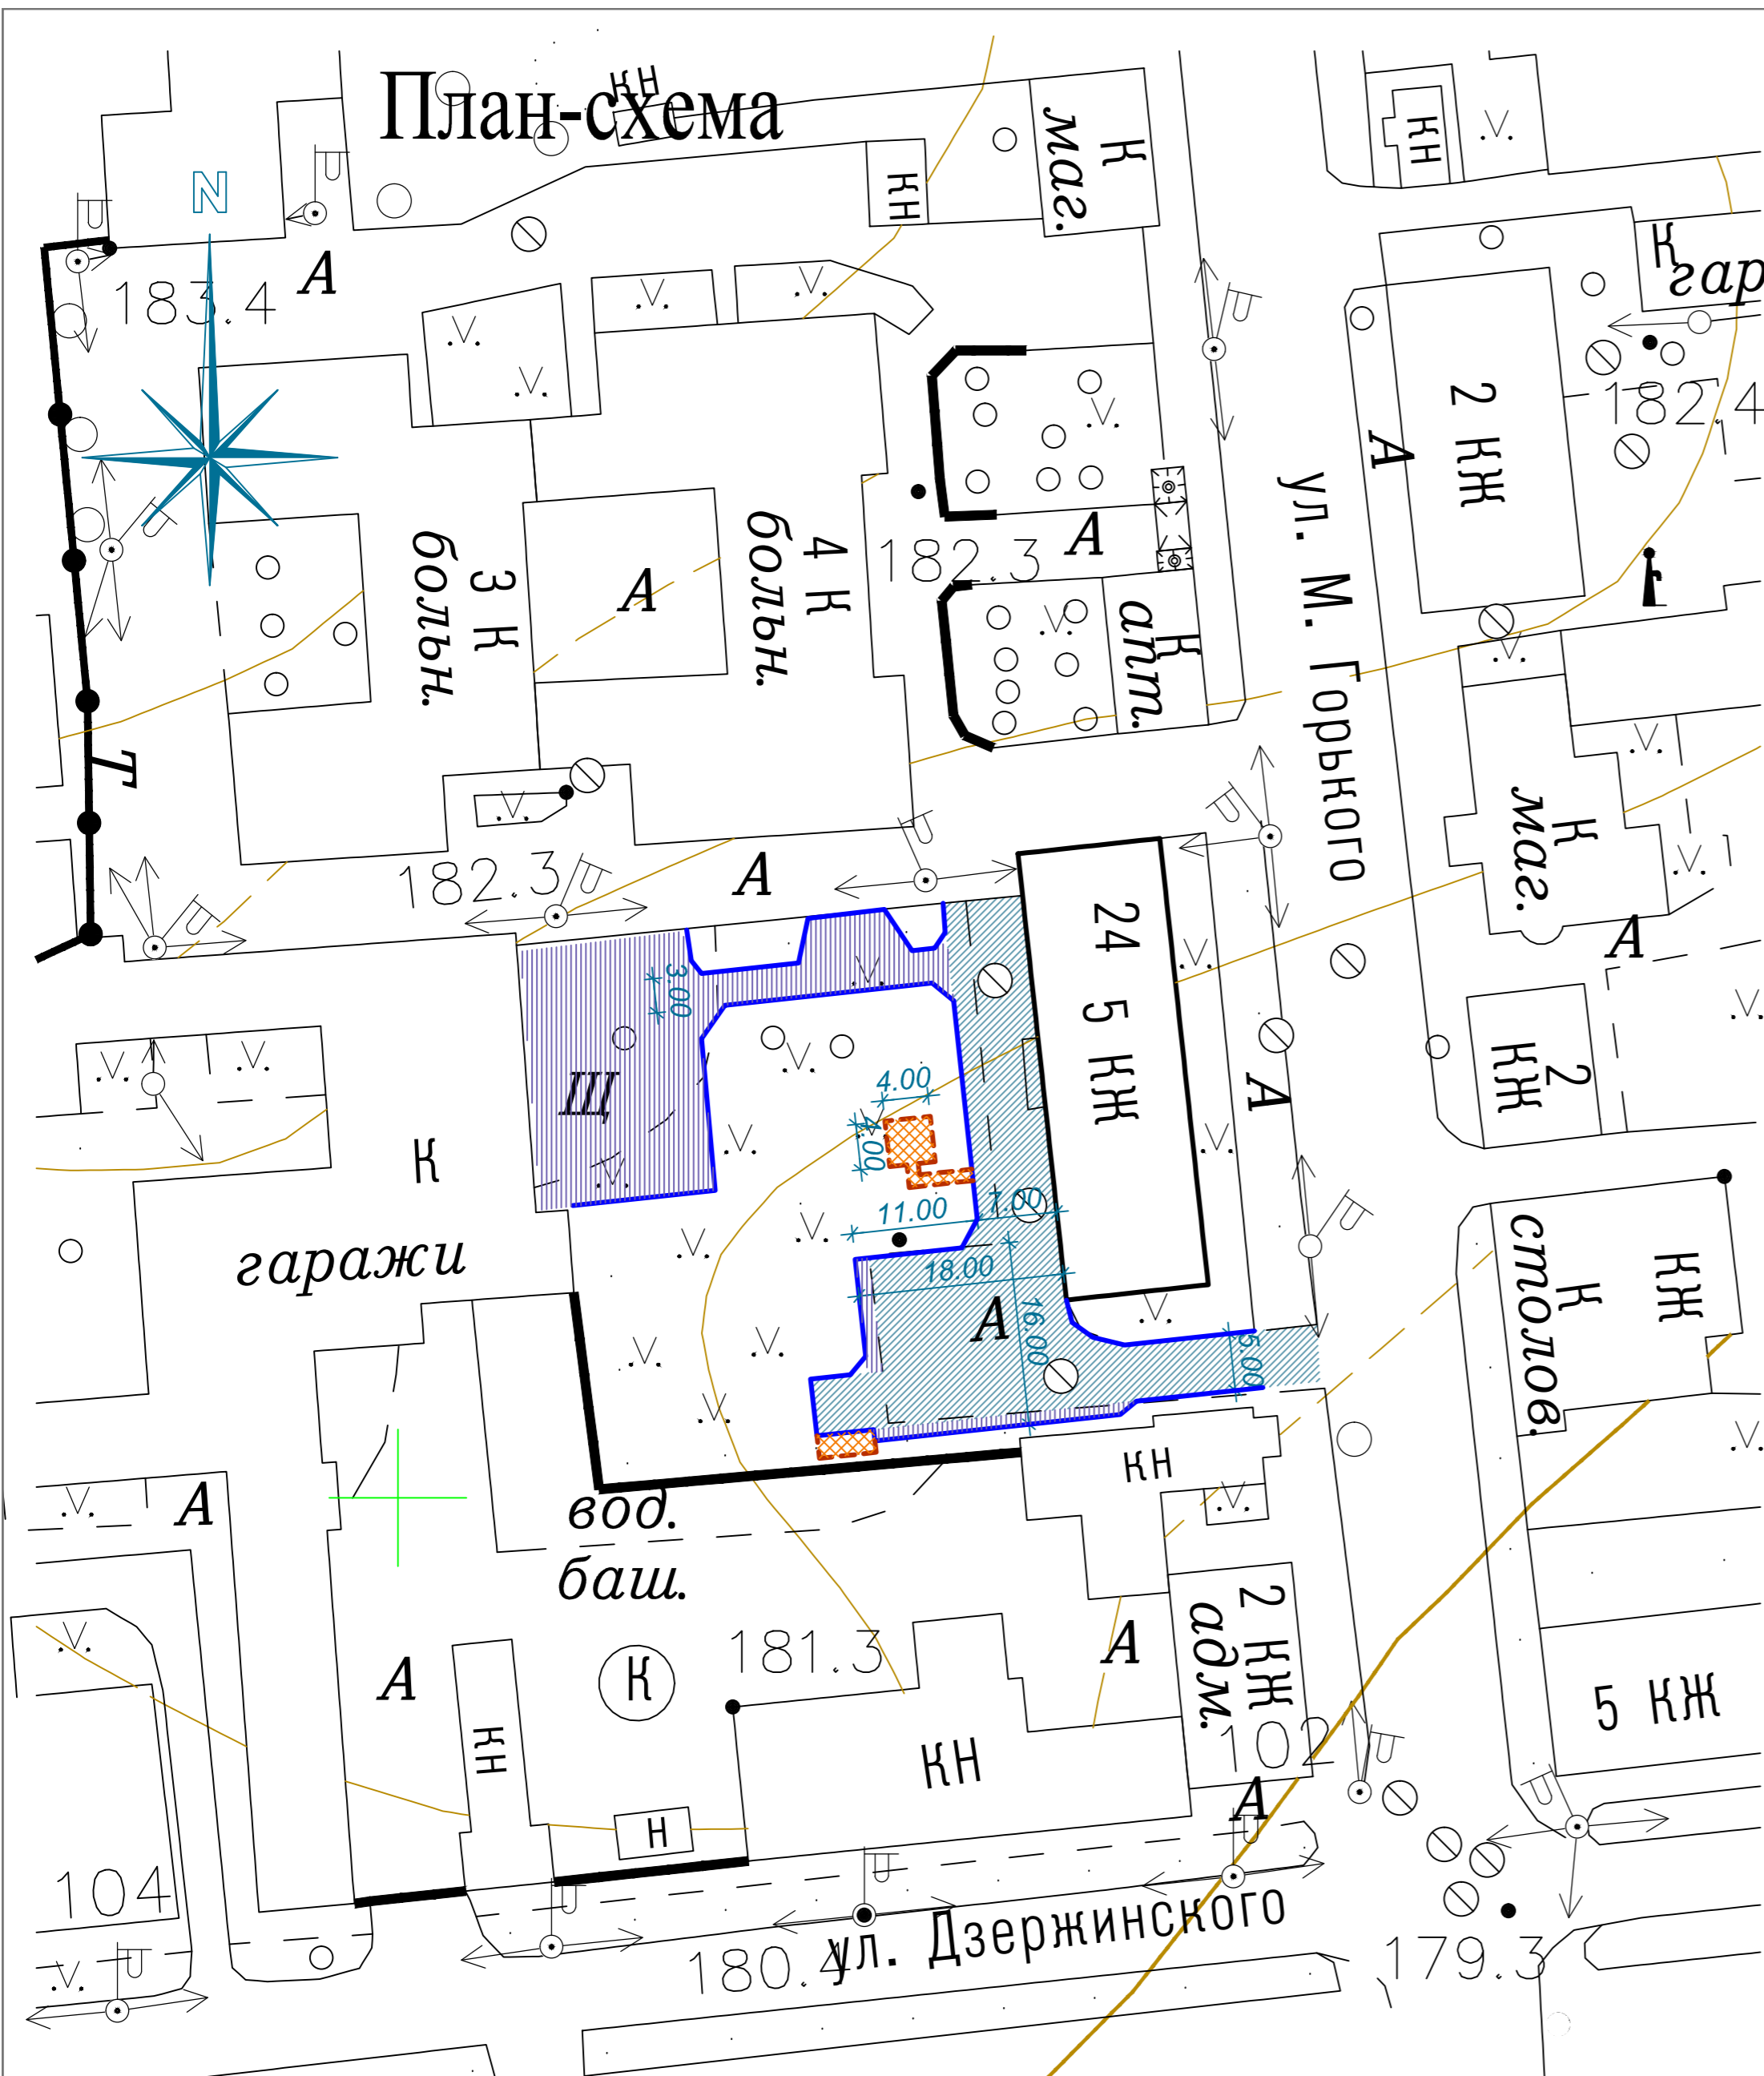 План-схема
КН
К
маг.
КН
КН
N
К
гар
А
183.4
А
2 КЖ
182.4
3 К
больн.
А
4 К
больн.
182.3
А
К
апт.
ул. М. Горького
Т
К
маг.
182.3
А
А
24 5 КЖ
3.00
А
2
КЖ
Щ
4.00
4.00
К
11.00
7.00
гаражи
18.00
А
16.00
5.00
К
столов.
КЖ
КН
А
вод.
баш.
К
181.3
А
А
2 КЖ
адм.
102
5 КЖ
КН
КН
А
Н
104
ул. Дзержинского
180.4
179.3